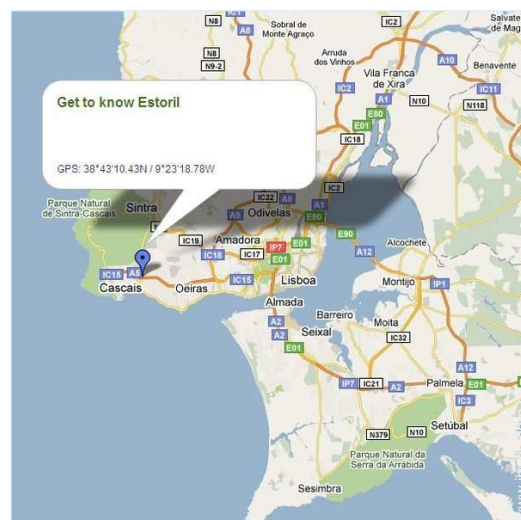 N8
IC1
A8
Sobral de
Monte Agraço
IC2
Salvate
de Mag
N8
N9-2
Arruda
dos Vinhos
A10
Benavente
IC2
Vila Franca
de Xira
IC11
A1
N10
N118
E80
E01
IC18
Get to know Estoril
GPS: 38°43'10.43N / 9°23'18.78W
Parque Natural
de Sintra-Cascais
Sintra
IC22
A8
IC2
A9
Odivelas
A1
E80
IC19
Amadora
IP7
E01
E90
A12
Alcochete
IC16
IC17
E01
IC15
A5
Cascais
Oeiras
IC15
Lisboa
Montijo
IP1
Almada
A2
Barreiro
Moita
A2
Seixal
IC32
E01
A12
IP7
IC21
A2
Palmela
E01
IC3
N379
N10
Setúbal
Parque Natural da
Serra da Arrábida
Sesimbra